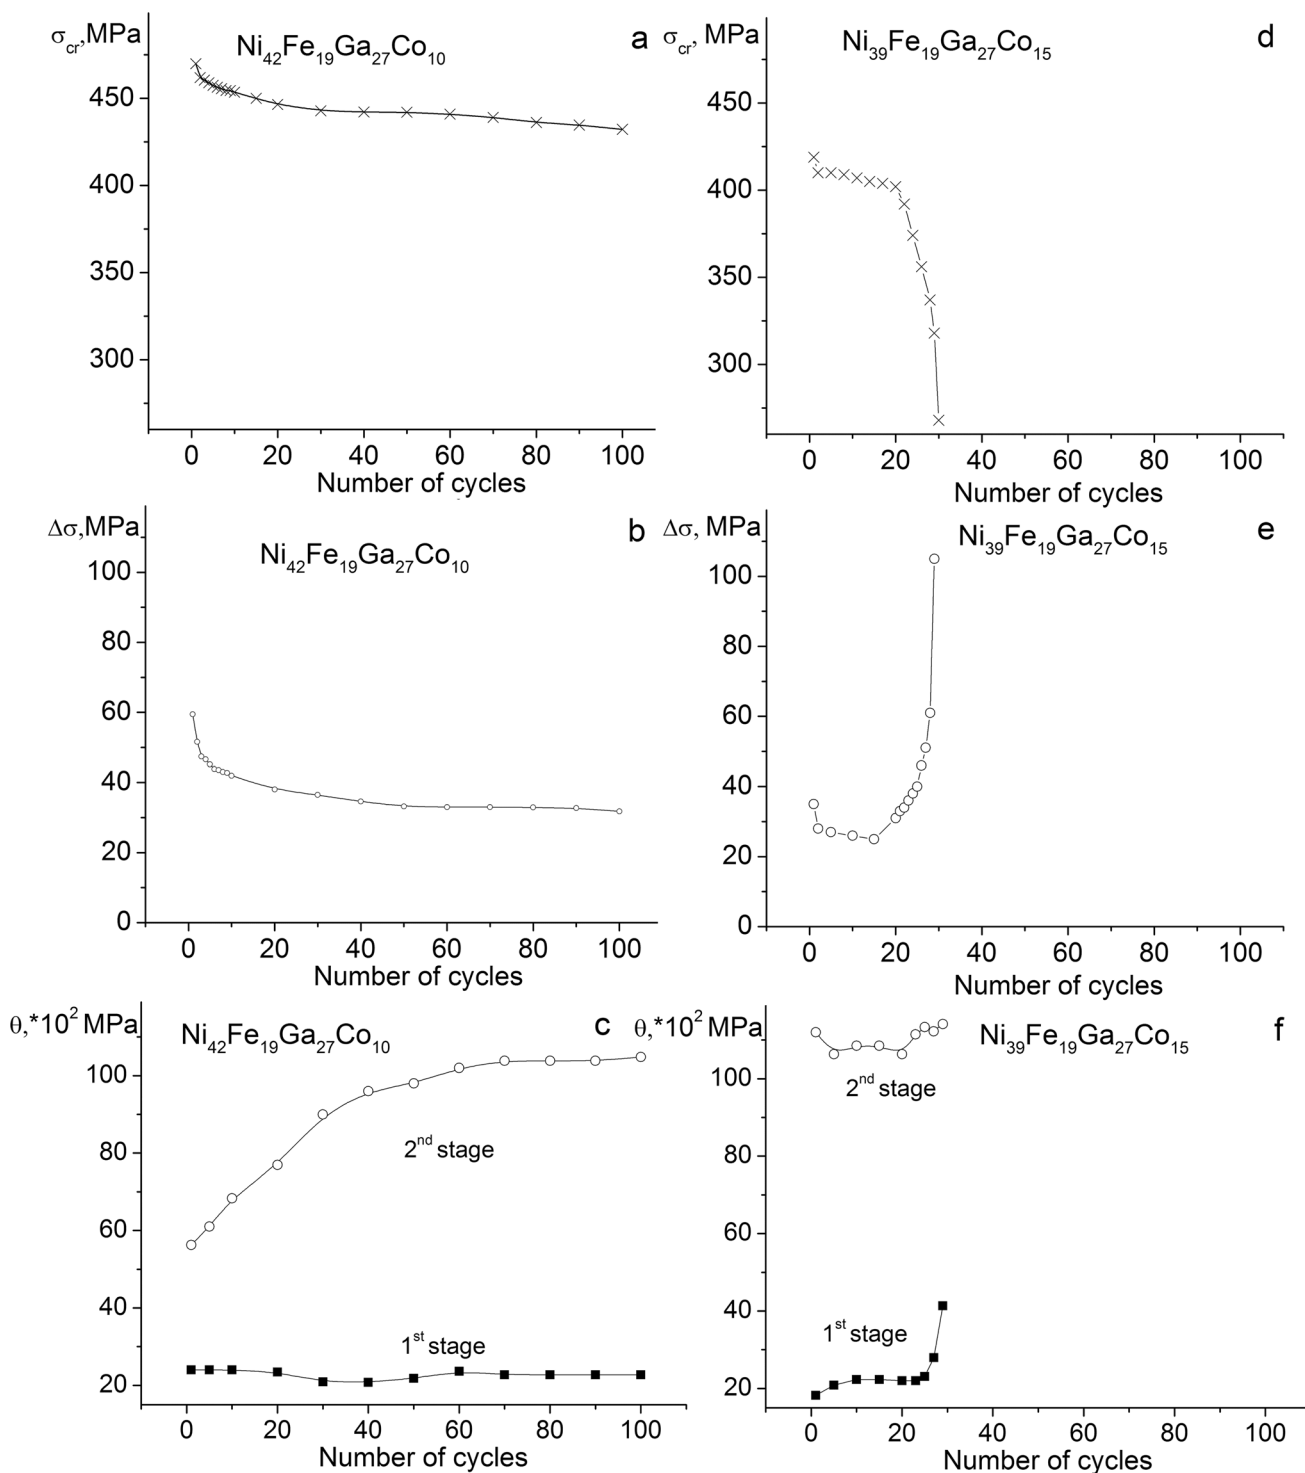 σcr,MPa
Ni42Fe19Ga27Co10
a
450
400
350
300
0 20 40 60 80 100
Number of cycles
σcr, MPa
Ni39Fe19Ga27Co15
d
450
400
350
300
0 20 40 60 80 100
Number of cycles
Δσ,MPa
Ni42Fe19Ga27Co10
b
100
80
60
40
20
0
0 20 40 60 80 100
Number of cycles
Δσ, MPa
Ni39Fe19Ga27Co15
e
100
80
60
40
20
0
0 20 40 60 80 100
Number of cycles
θ,*10² MPa
Ni42Fe19Ga27Co10
c
100
80
60
40
20
2nd stage
1st stage
0 20 40 60 80 100
Number of cycles
θ,*10² MPa
Ni39Fe19Ga27Co15
f
100
80
60
40
20
2nd stage
1st stage
0 20 40 60 80 100
Number of cycles